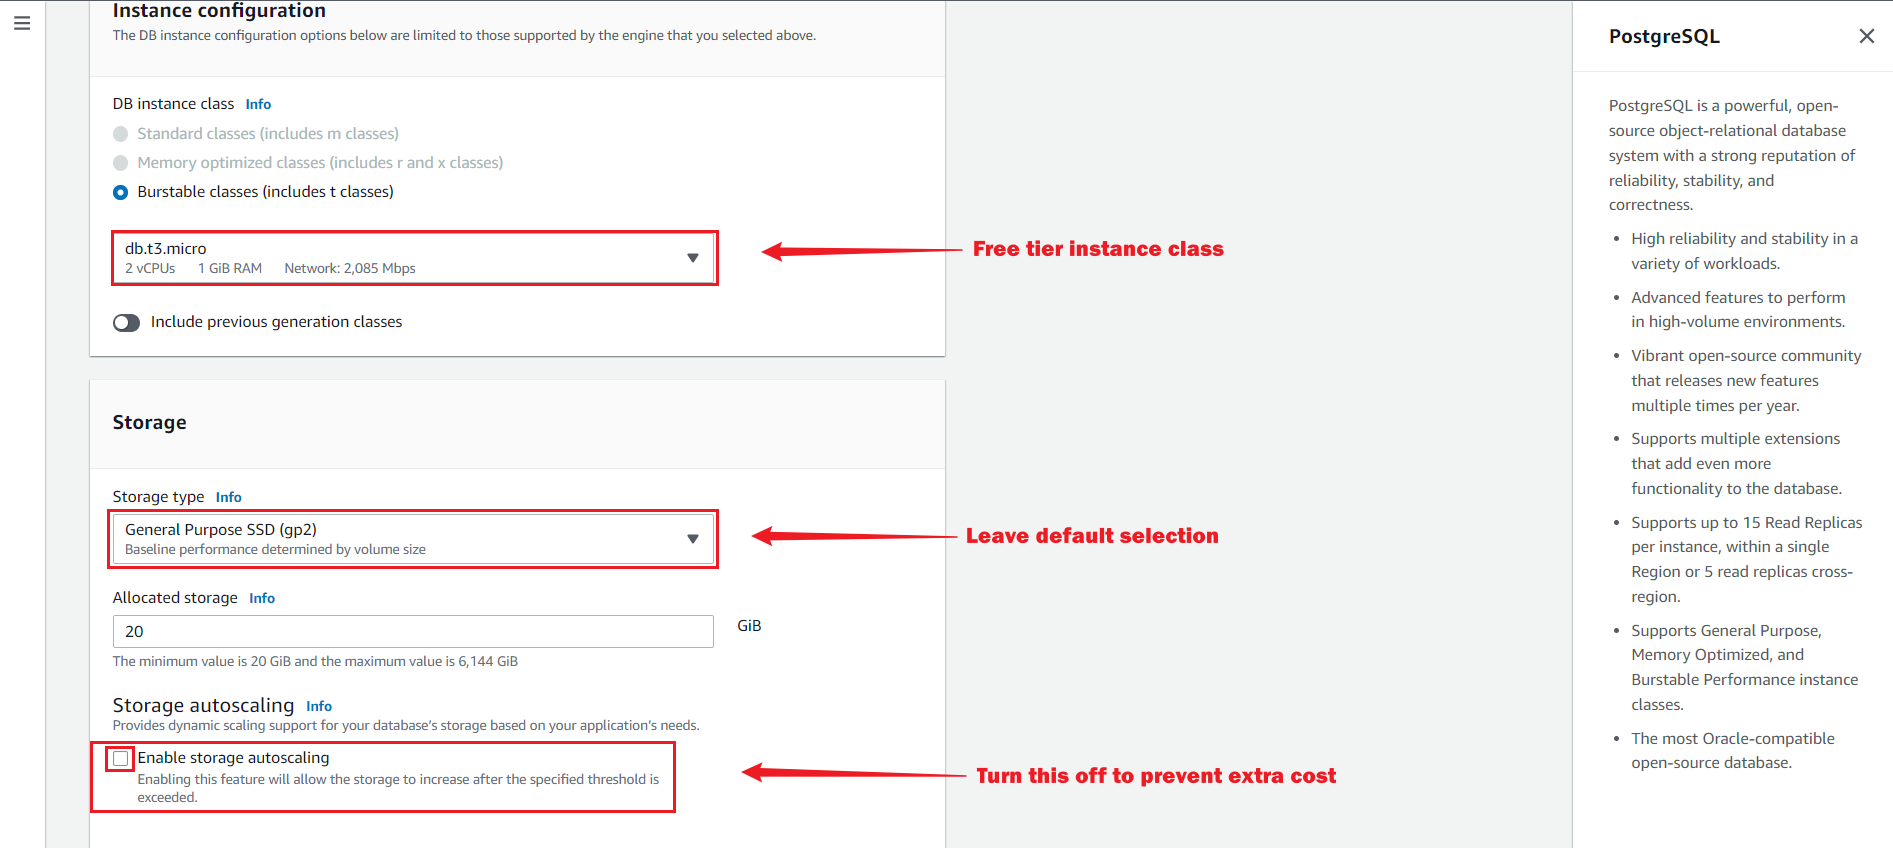 Instance configuration
The DB instance configuration options below are limited to those supported by the engine that you selected above.
DB instance class Info
Standard classes (includes m classes)
Memory optimized classes (includes r and x classes)
Burstable classes (includes t classes)
db.t3.micro
2 vCPUs 1 GiB RAM Network: 2,085 Mbps
Free tier instance class
Include previous generation classes
Storage
Storage type Info
General Purpose SSD (gp2)
Baseline performance determined by volume size
Leave default selection
Allocated storage Info
20
GiB
The minimum value is 20 GiB and the maximum value is 6,144 GiB
Storage autoscaling Info
Provides dynamic scaling support for your database's storage based on your application's needs.
Enable storage autoscaling
Enabling this feature will allow the storage to increase after the specified threshold is
exceeded.
Turn this off to prevent extra cost
PostgreSQL
PostgreSQL is a powerful, open-
source object-relational database
system with a strong reputation of
reliability, stability, and
correctness.
• High reliability and stability in a
variety of workloads.
• Advanced features to perform
in high-volume environments.
• Vibrant open-source community
that releases new features
multiple times per year.
• Supports multiple extensions
that add even more
functionality to the database.
• Supports up to 15 Read Replicas
per instance, within a single
Region or 5 read replicas cross-
region.
• Supports General Purpose,
Memory Optimized, and
Burstable Performance instance
classes.
• The most Oracle-compatible
open-source database.